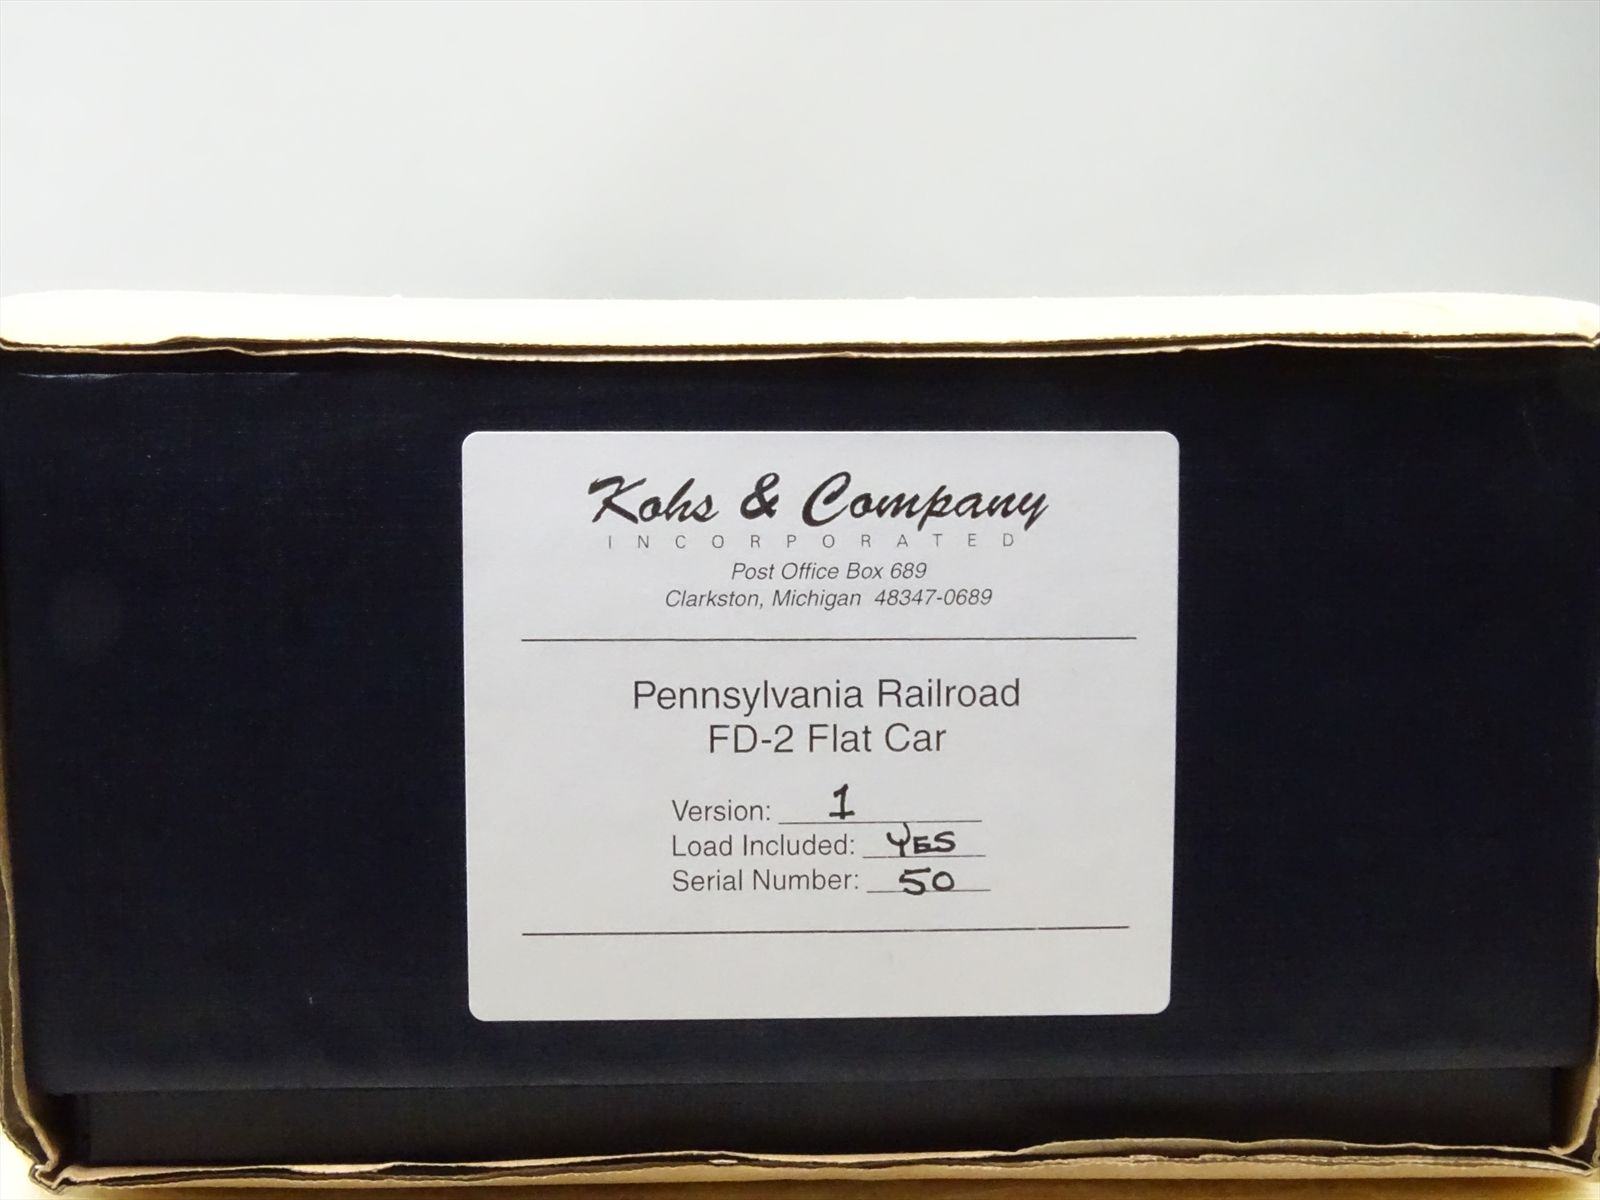 Kohs & Company
INCORPORATED
Post Office Box 689
Clarkston, Michigan 48347-0689
Pennsylvania Railroad
FD-2 Flat Car
Version: 1
Load Included: YES
Serial Number: 50